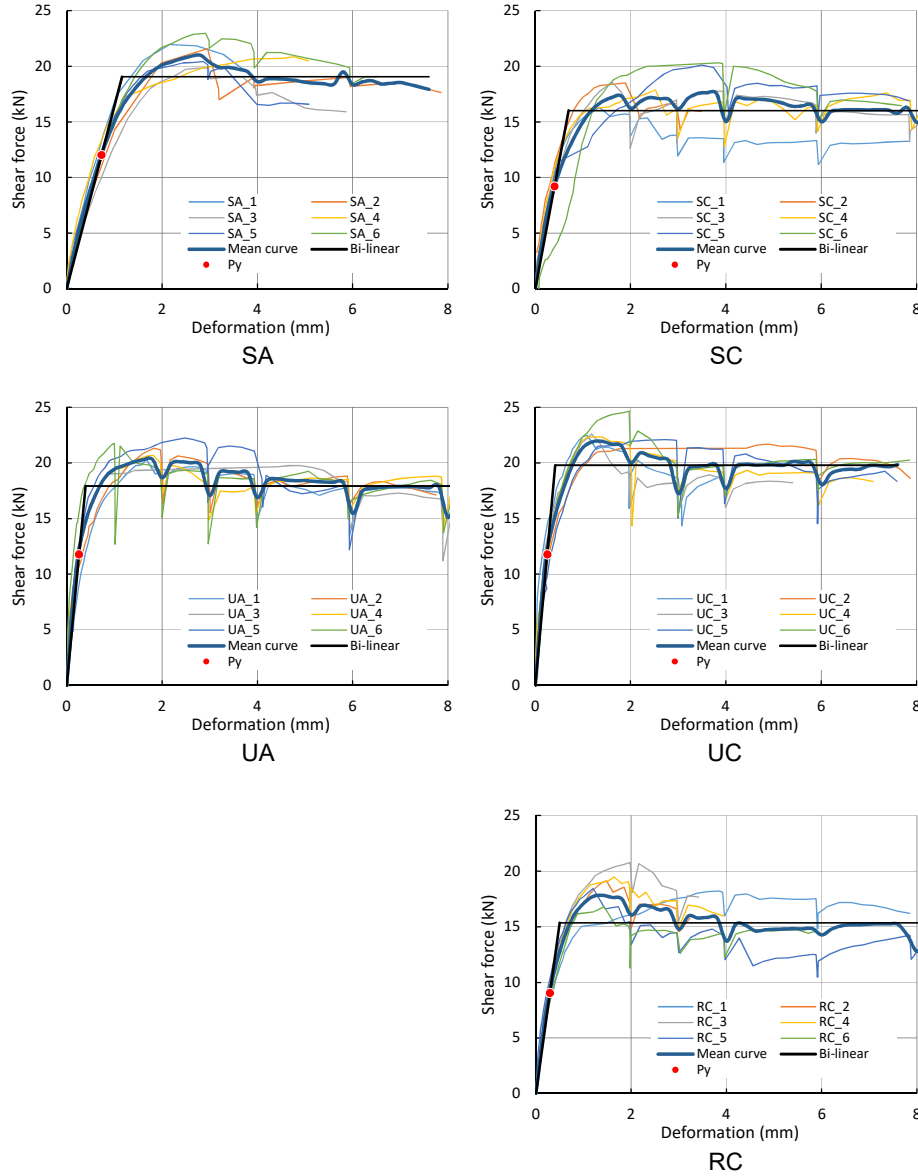 25
20
15
10
5
0
Shear force (kN)
SA_1 SA_2
SA_3 SA_4
SA_5 SA_6
Mean curve Bi-linear
Py
0 2 4 6 8
Deformation (mm)
SA
25
20
15
10
5
0
Shear force (kN)
SC_1 SC_2
SC_3 SC_4
SC_5 SC_6
Mean curve Bi-linear
Py
0 2 4 6 8
Deformation (mm)
SC
25
20
15
10
5
0
Shear force (kN)
UA_1 UA_2
UA_3 UA_4
UA_5 UA_6
Mean curve Bi-linear
Py
0 2 4 6 8
Deformation (mm)
UA
25
20
15
10
5
0
Shear force (kN)
UC_1 UC_2
UC_3 UC_4
UC_5 UC_6
Mean curve Bi-linear
Py
0 2 4 6 8
Deformation (mm)
UC
25
20
15
10
5
0
Shear force (kN)
RC_1 RC_2
RC_3 RC_4
RC_5 RC_6
Mean curve Bi-linear
Py
0 2 4 6 8
Deformation (mm)
RC